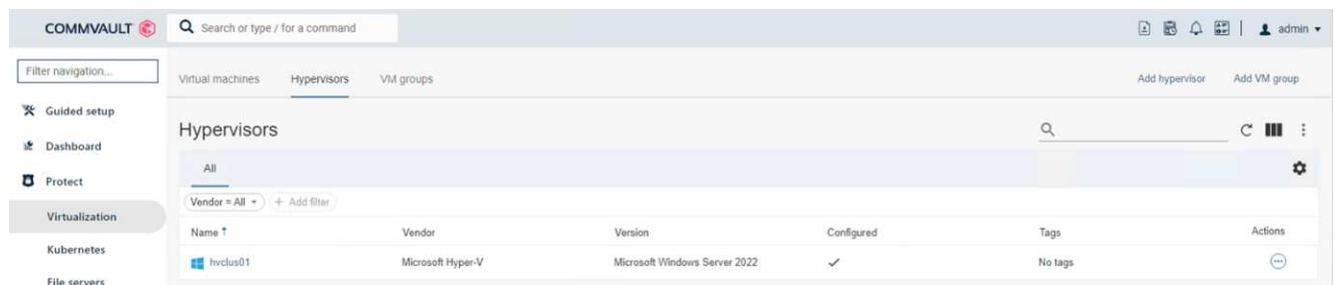 COMMVAULT
Search or type / for a command
admin
Filter navigation...
Virtual machines Hypervisors VM groups Add hypervisor Add VM group
Guided setup
Dashboard
Protect
Virtualization
Kubernetes
File servers
Hypervisors
All
Vendor = All + Add filter
Name ↑ Vendor Version Configured Tags Actions
hvclus01 Microsoft Hyper-V Microsoft Windows Server 2022 ✓ No tags